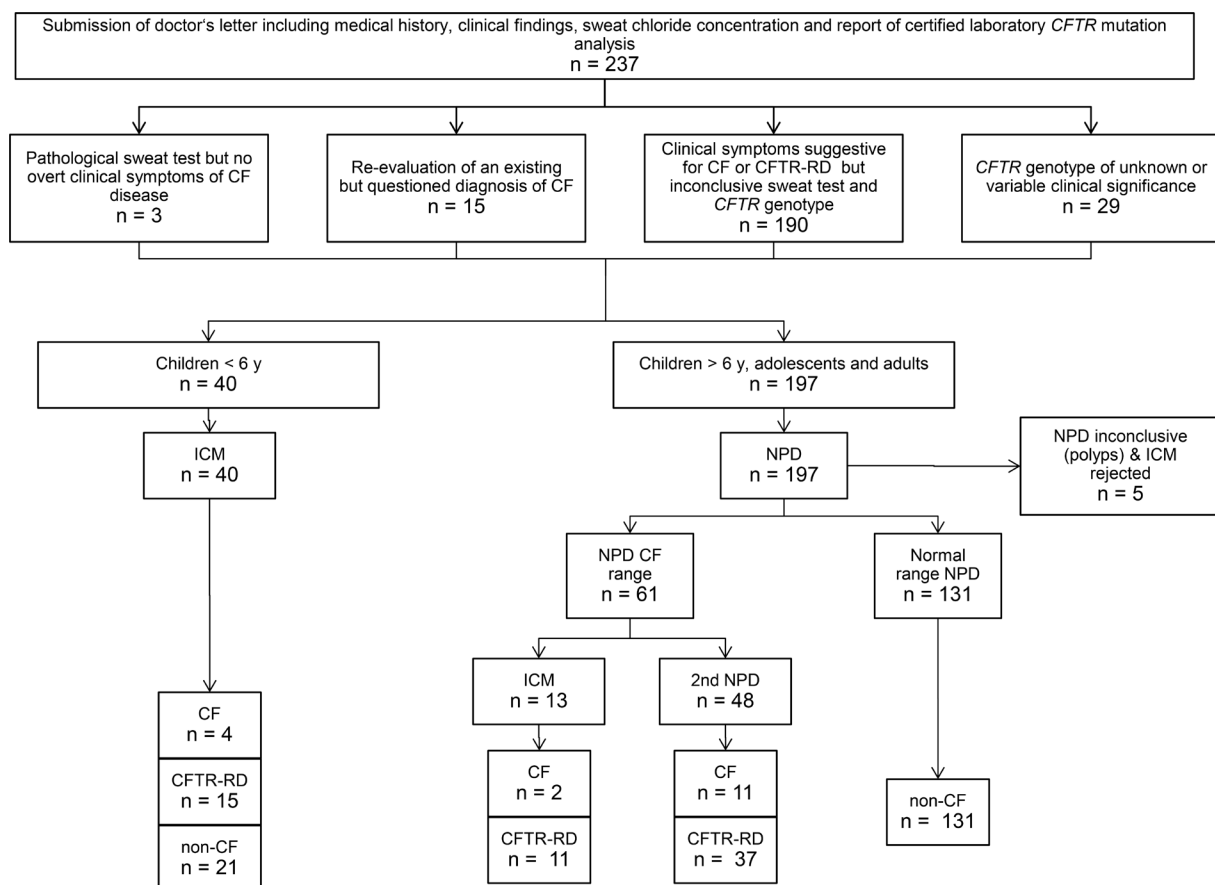 Submission of doctor‘s letter including medical history, clinical findings, sweat chloride concentration and report of certified laboratory CFTR mutation
analysis
n = 237
Pathological sweat test but no
overt clinical symptoms of CF
disease
n = 3
Re-evaluation of an existing
but questioned diagnosis of CF
n = 15
Clinical symptoms suggestive
for CF or CFTR-RD but
inconclusive sweat test and
CFTR genotype
n = 190
CFTR genotype of unknown or
variable clinical significance
n = 29
Children < 6 y
n = 40
Children > 6 y, adolescents and adults
n = 197
ICM
n = 40
NPD
n = 197
NPD inconclusive
(polyps) & ICM
rejected
n = 5
NPD CF
range
n = 61
Normal
range NPD
n = 131
ICM
n = 13
2nd NPD
n = 48
CF
n = 4
CFTR-RD
n = 15
non-CF
n = 21
CF
n = 2
CFTR-RD
n = 11
CF
n = 11
CFTR-RD
n = 37
non-CF
n = 131